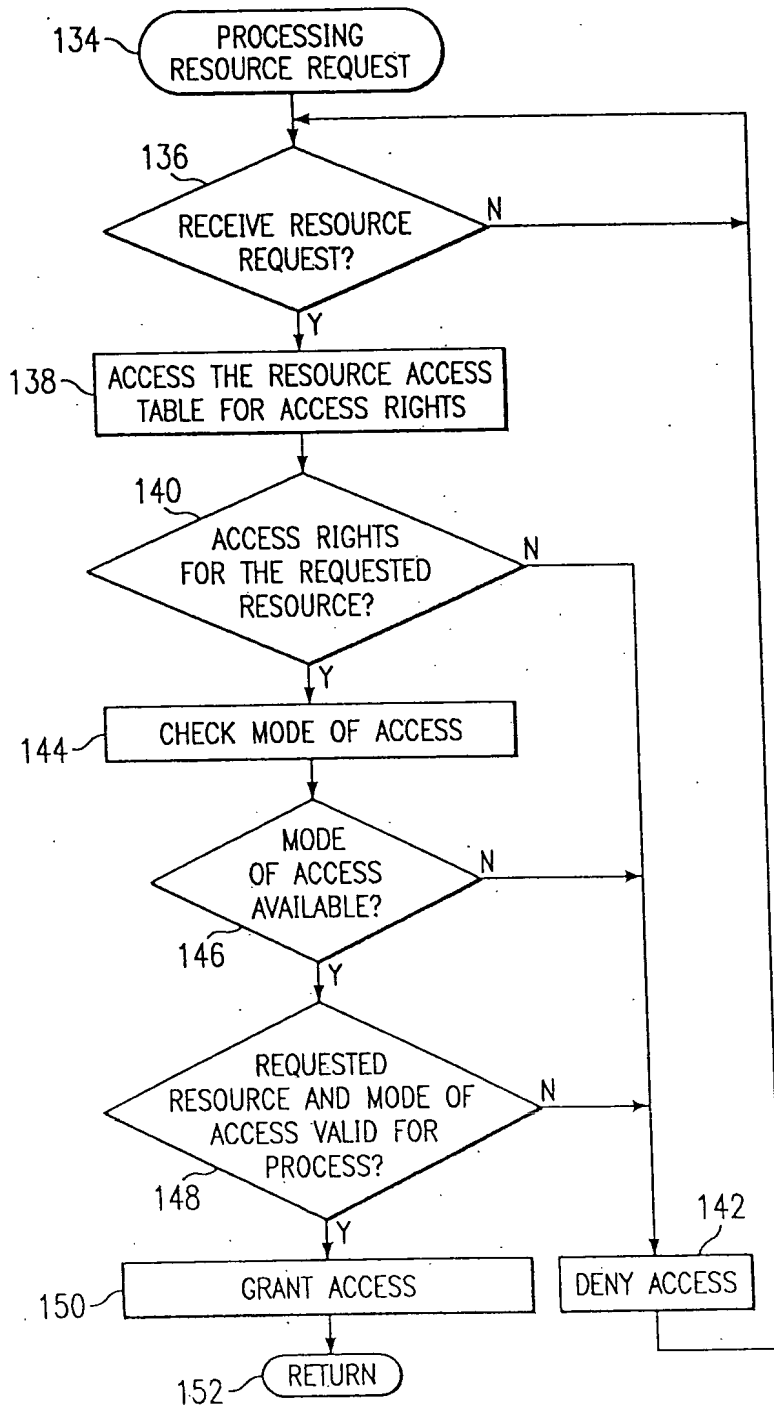 134
PROCESSING
RESOURCE REQUEST
136
RECEIVE RESOURCE
REQUEST?
N
Y
138
ACCESS THE RESOURCE ACCESS
TABLE FOR ACCESS RIGHTS
140
ACCESS RIGHTS
FOR THE REQUESTED
RESOURCE?
N
Y
144
CHECK MODE OF ACCESS
MODE
OF ACCESS
AVAILABLE?
N
146
Y
REQUESTED
RESOURCE AND MODE OF
ACCESS VALID FOR
PROCESS?
N
148
Y
142
150
GRANT ACCESS
DENY ACCESS
152
RETURN